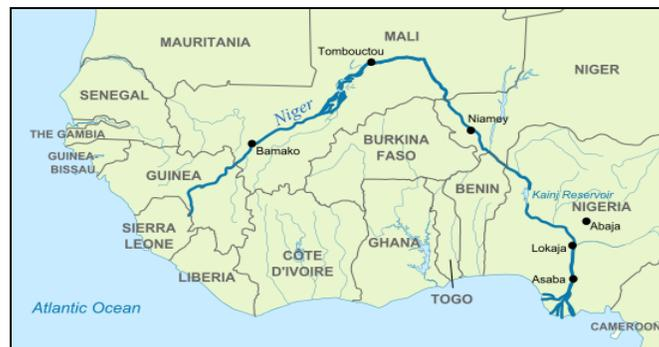 MALI
MAURITANIA
Tombouctou
NIGER
SENEGAL
Niger
THE GAMBIA
Niamey
BURKINA
FASO
GUINEA-
BISSAU
Bamako
GUINEA
BENIN
Kainj Reservoir
NIGERIA
Abaja
SIERRA
LEONE
CÔTE
D'IVOIRE
GHANA
Lokaja
LIBERIA
Asaba
TOGO
Atlantic Ocean
CAMEROON